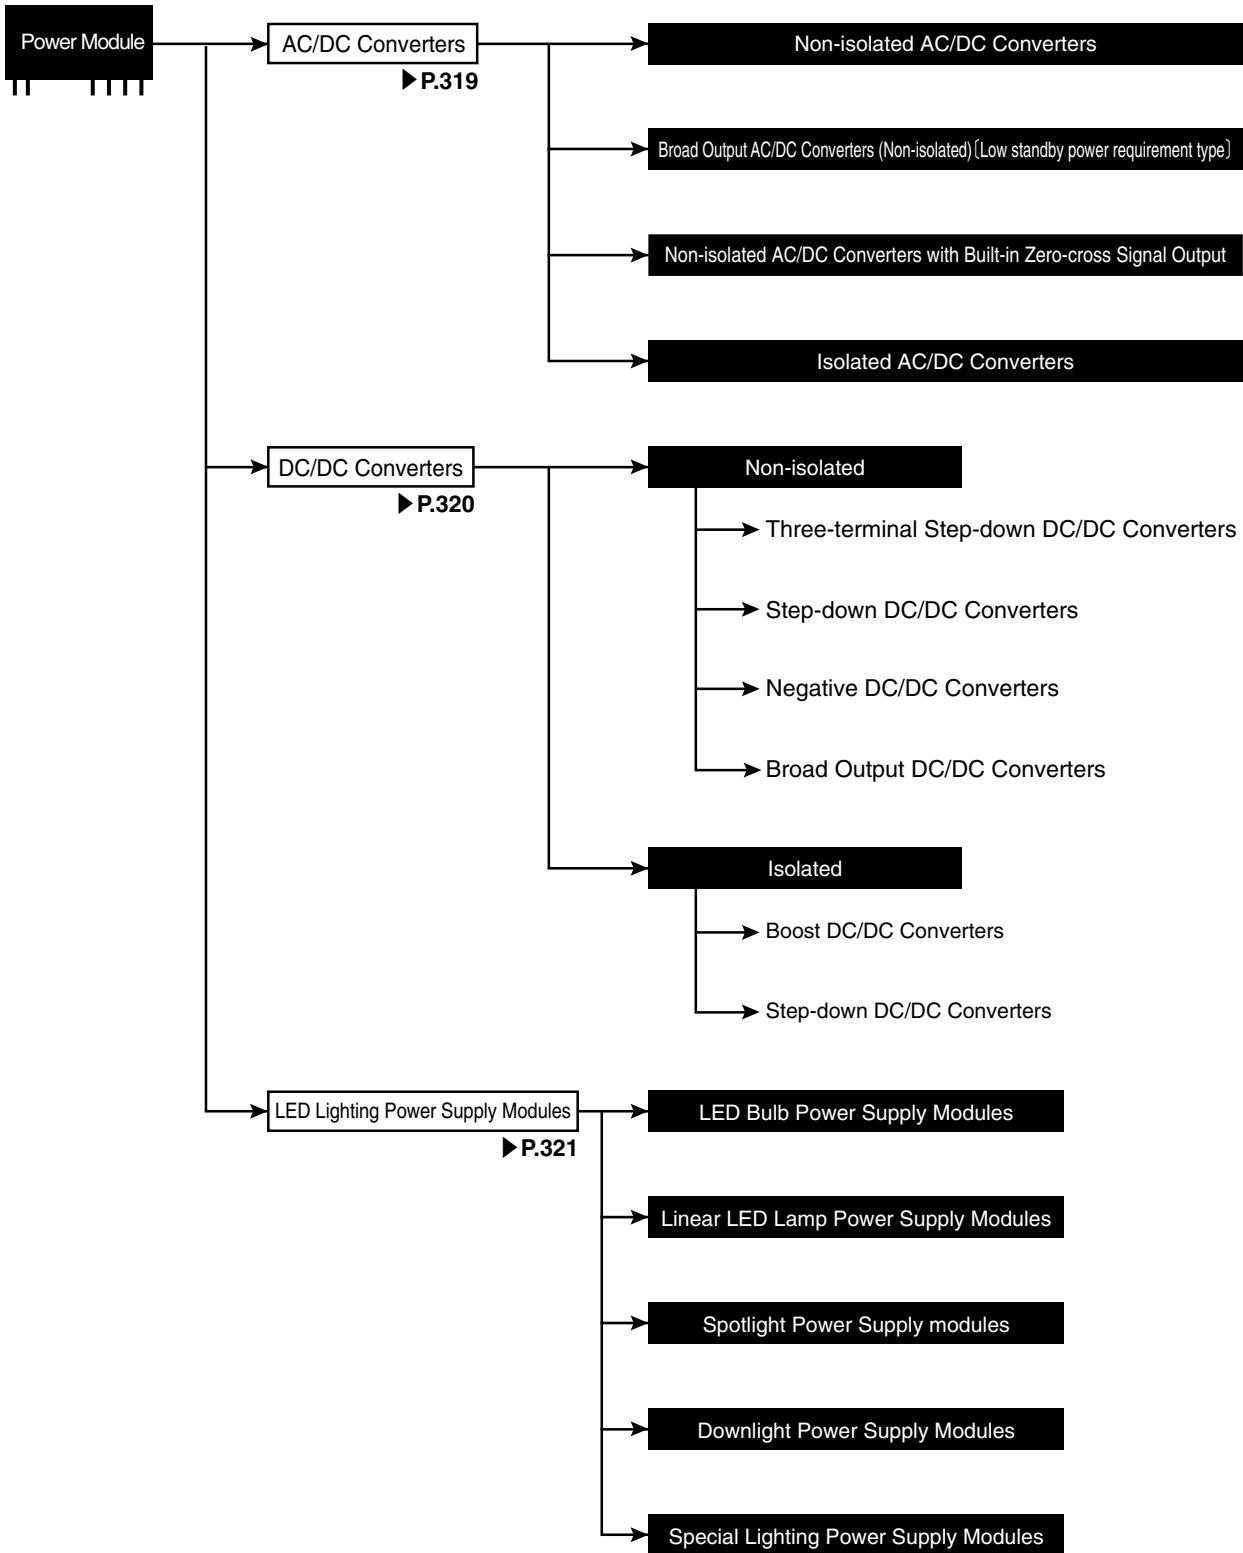 Power Module
AC/DC Converters
▶P.319
Non-isolated AC/DC Converters
Broad Output AC/DC Converters (Non-isolated)〔Low standby power requirement type〕
Non-isolated AC/DC Converters with Built-in Zero-cross Signal Output
Isolated AC/DC Converters
DC/DC Converters
▶P.320
Non-isolated
Three-terminal Step-down DC/DC Converters
Step-down DC/DC Converters
Negative DC/DC Converters
Broad Output DC/DC Converters
Isolated
Boost DC/DC Converters
Step-down DC/DC Converters
LED Lighting Power Supply Modules
▶P.321
LED Bulb Power Supply Modules
Linear LED Lamp Power Supply Modules
Spotlight Power Supply modules
Downlight Power Supply Modules
Special Lighting Power Supply Modules